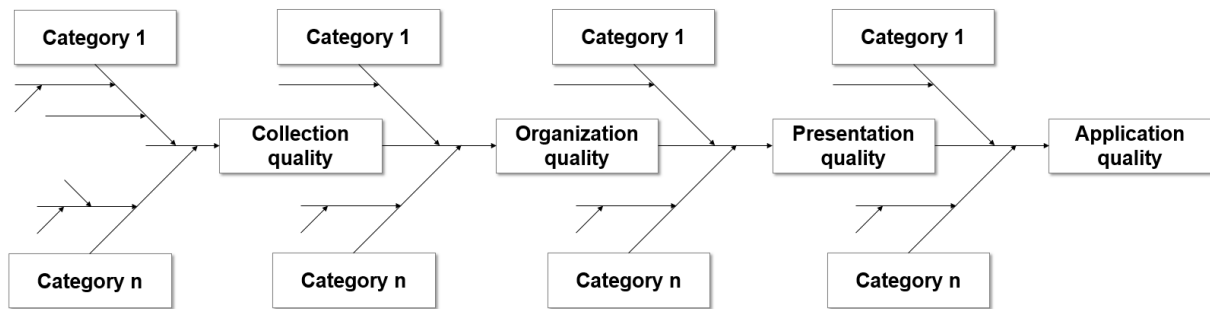 Category 1
Category 1
Category 1
Category 1
Collection
quality
Organization
quality
Presentation
quality
Application
quality
Category n
Category n
Category n
Category n